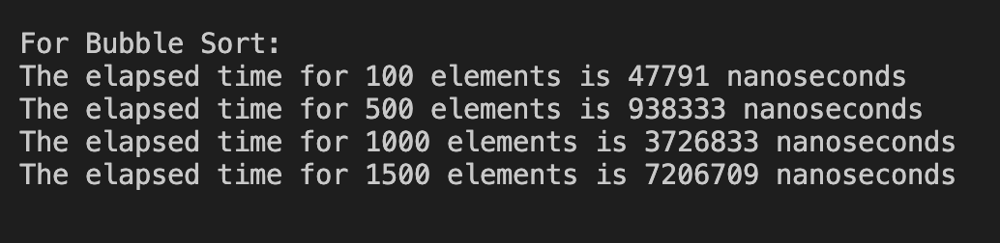 For Bubble Sort:
The elapsed time for 100 elements is 47791 nanoseconds
The elapsed time for 500 elements is 938333 nanoseconds
The elapsed time for 1000 elements is 3726833 nanoseconds
The elapsed time for 1500 elements is 7206709 nanoseconds